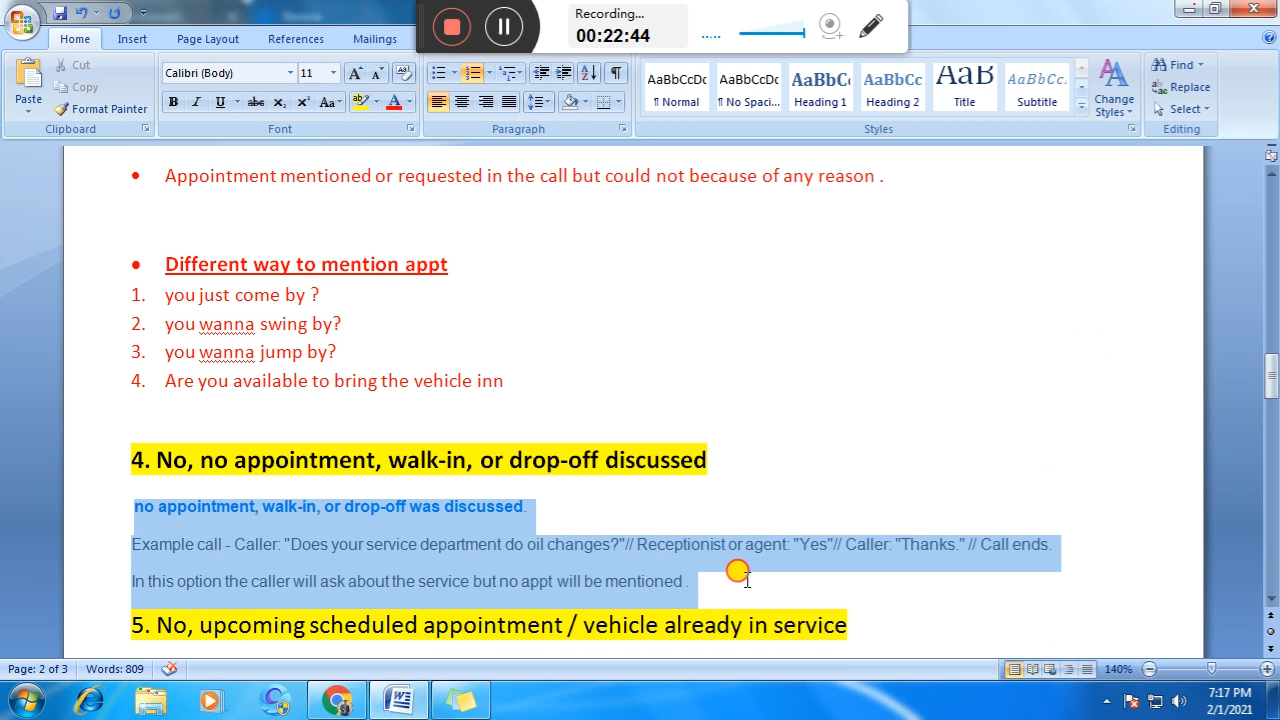 Recording...
00:22:44
Home Insert Page Layout References Mailings
Cut
Copy
Format Painter
Paste
Clipboard
Calibri (Body) 11
B I U abc x₂ x² Aa
Font
Paragraph
AaBbCcDc AaBbCcDc AaBbC AaBbCc AaB AaBbCc
¶ Normal ¶ No Spaci... Heading 1 Heading 2 Title Subtitle
Change Styles
Styles
Find
Replace
Select
Editing
• Appointment mentioned or requested in the call but could not because of any reason .
• Different way to mention appt
1. you just come by ?
2. you wanna swing by?
3. you wanna jump by?
4. Are you available to bring the vehicle inn
4. No, no appointment, walk-in, or drop-off discussed
no appointment, walk-in, or drop-off was discussed.
Example call - Caller: "Does your service department do oil changes?"// Receptionist or agent: "Yes"// Caller: "Thanks." // Call ends.
In this option the caller will ask about the service but no appt will be mentioned .
5. No, upcoming scheduled appointment / vehicle already in service
Page: 2 of 3 Words: 809 140%
7:17 PM
2/1/2021